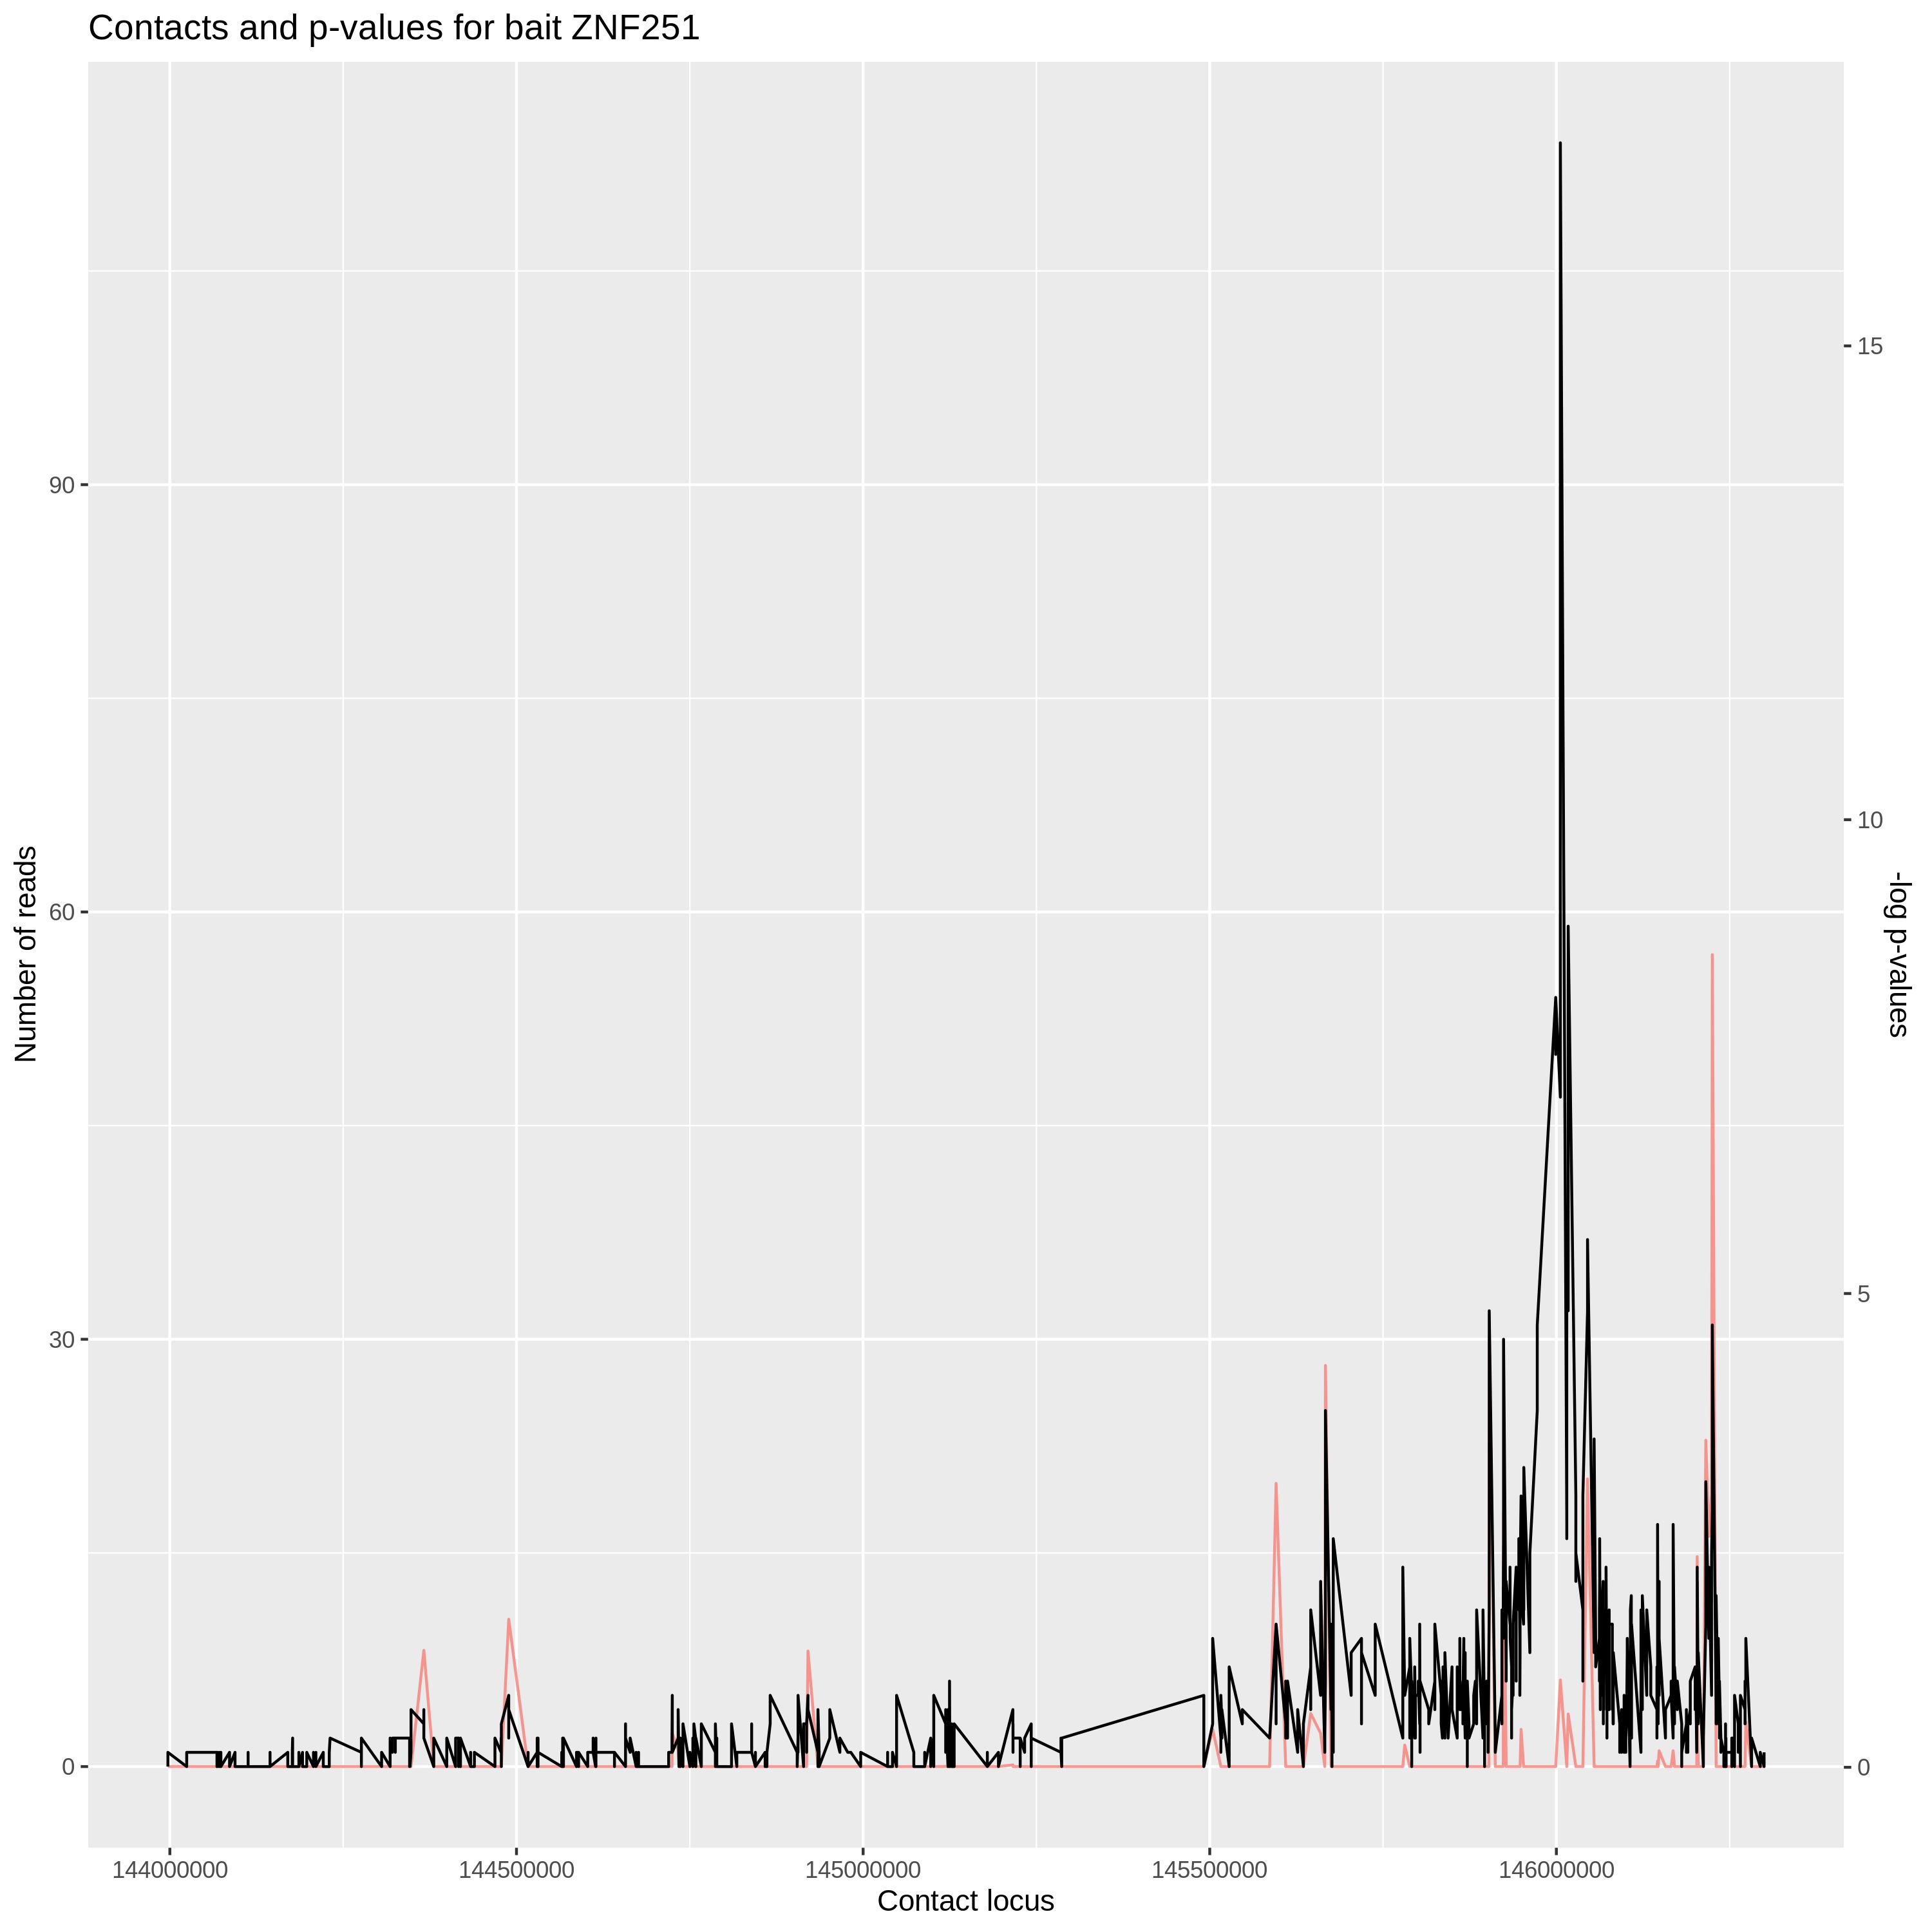 Contacts and p-values for bait ZNF251
Number of reads
90
60
30
0
15
10
5
0
-log p-values
144000000 144500000 145000000 145500000 146000000
Contact locus